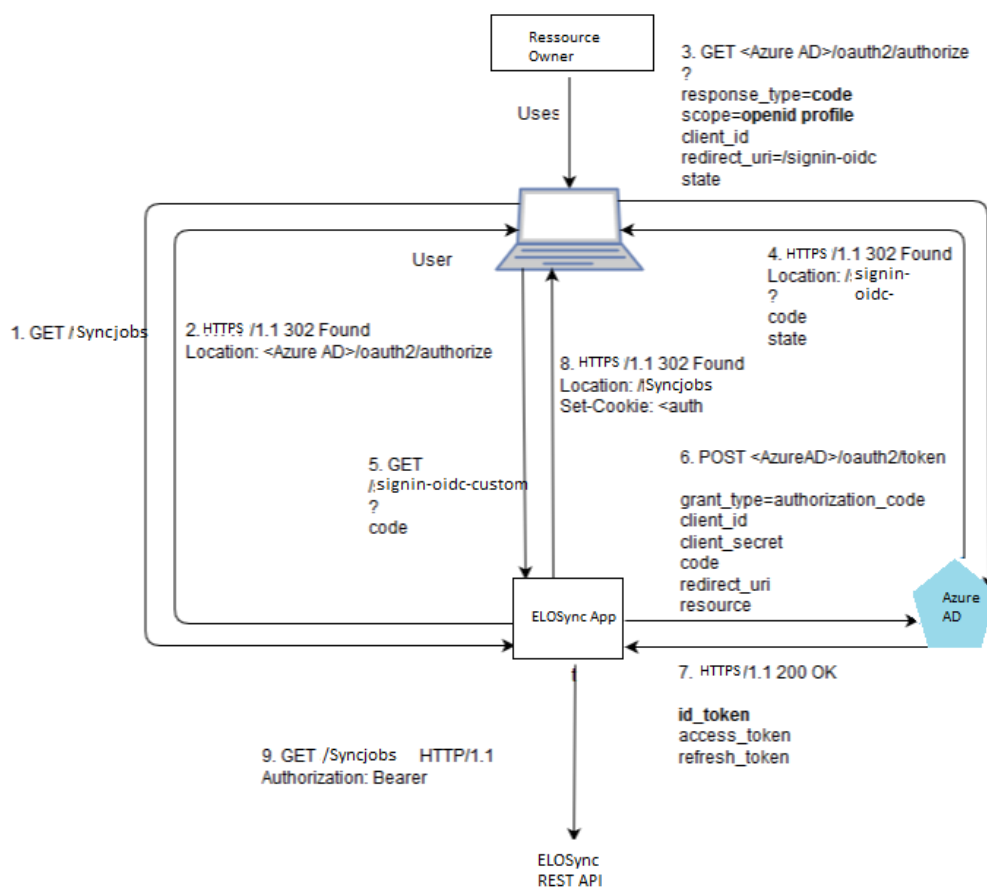 Ressource
Owner
Uses
3. GET <Azure AD>/oauth2/authorize
?
response_type=code
scope=openid profile
client_id
redirect_uri=/signin-oidc
state
User
4. HTTPS /1.1 302 Found
Location: /:signin-
oidc-
?
code
state
1. GET / Syncjobs
2. HTTPS /1.1 302 Found
Location: <Azure AD>/oauth2/authorize
8. HTTPS /1.1 302 Found
Location: /lSyncjobs
Set-Cookie: <auth
5. GET
/:signin-oidc-custom
?
code
6. POST <AzureAD>/oauth2/token
grant_type=authorization_code
client_id
client_secret
code
redirect_uri
resource
ELOSync App
Azure
AD
7. HTTPS /1.1 200 OK
id_token
access_token
refresh_token
9. GET /Syncjobs HTTP/1.1
Authorization: Bearer
ELOSync
REST API